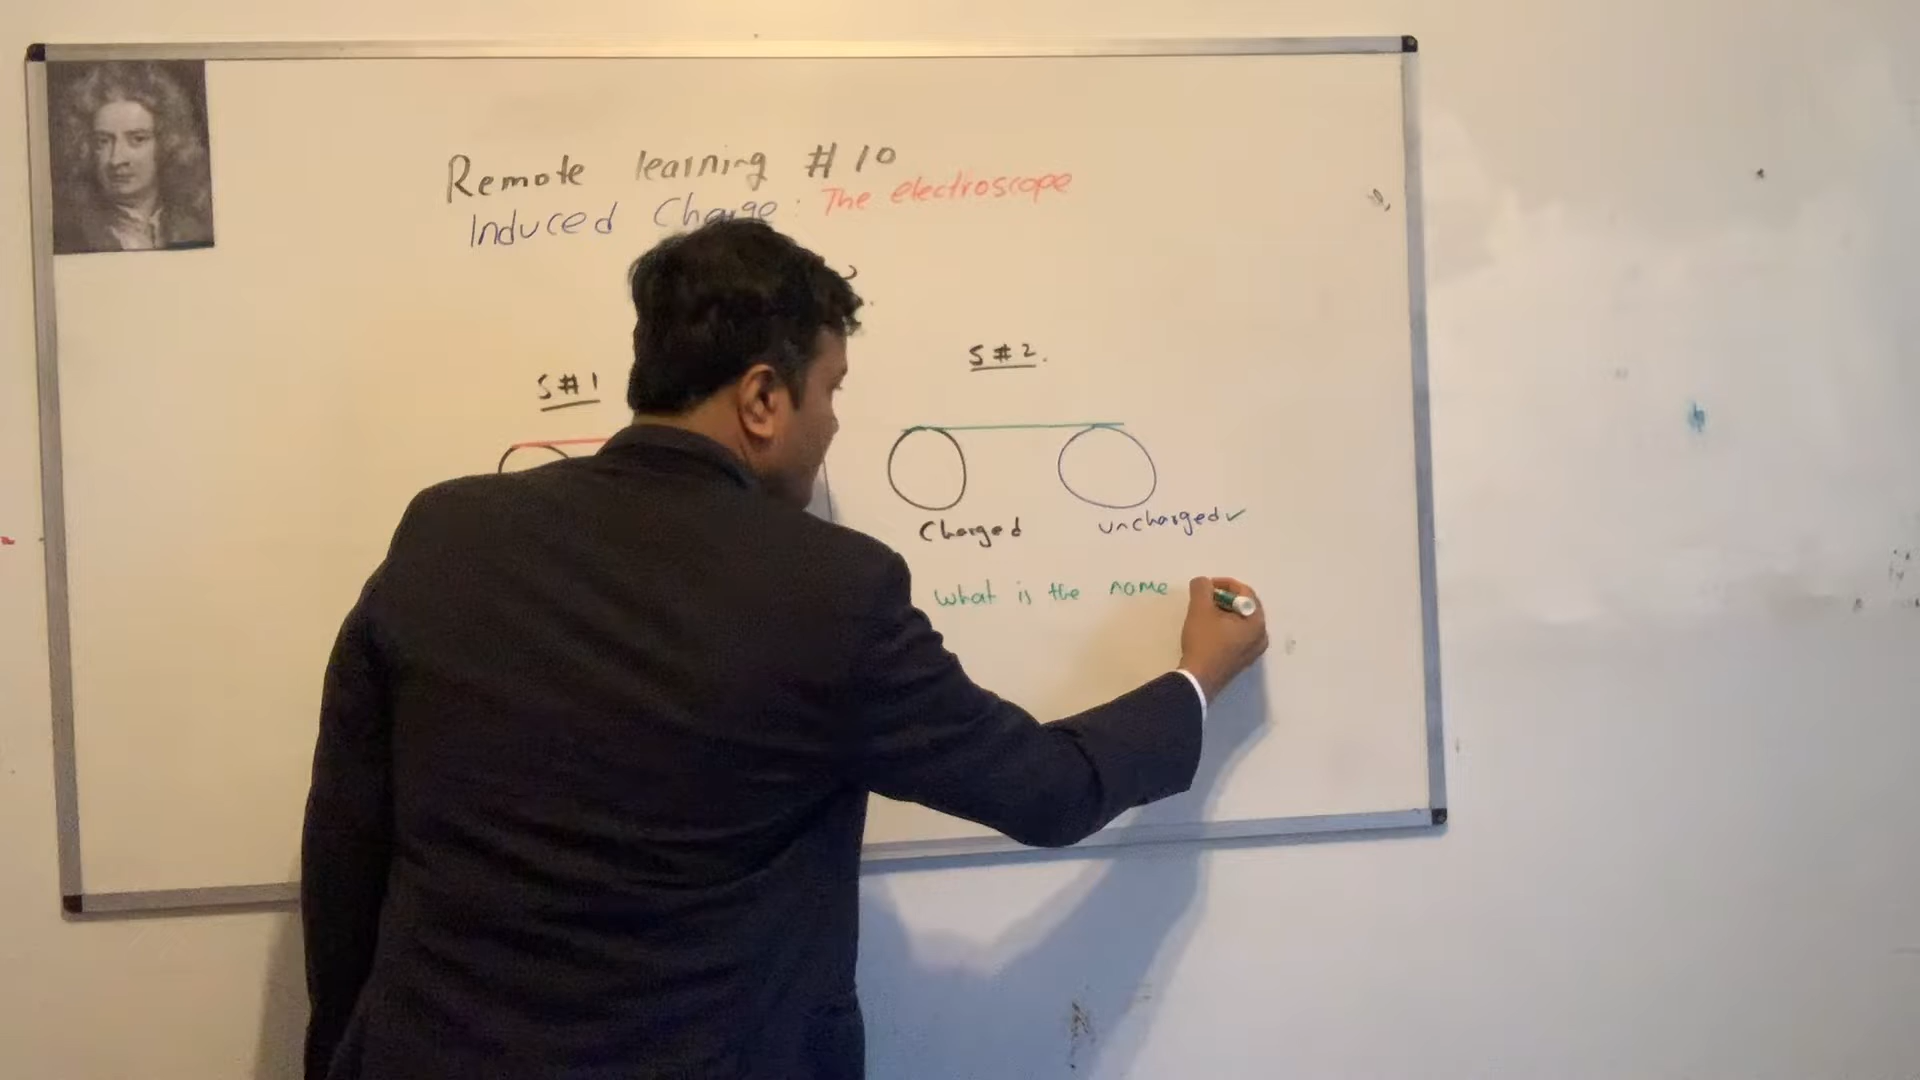 Remote learning #10
Induced Charge: The electroscope
S#1
S#2.
Charged
uncharged✓
What is the name